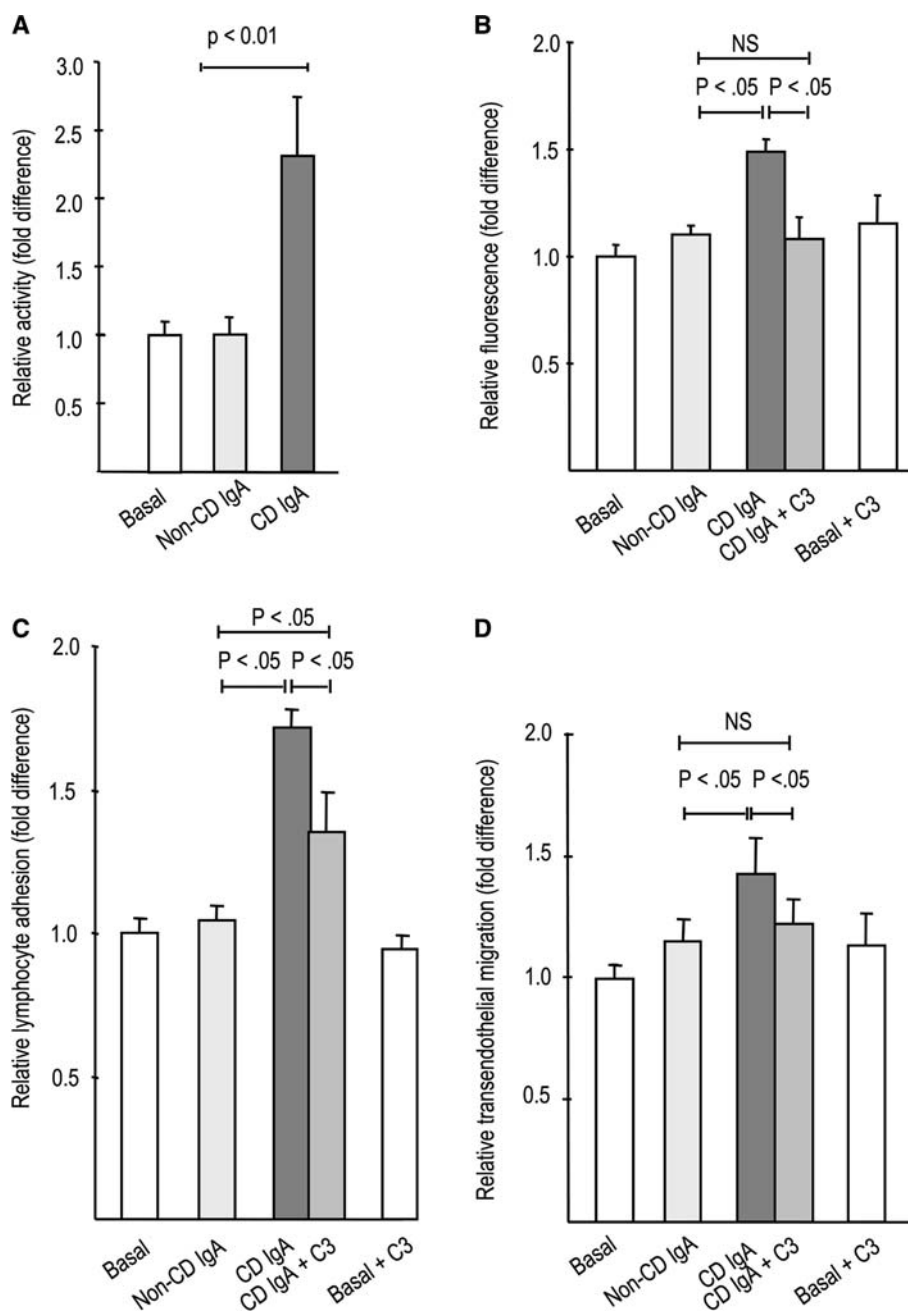 A
p < 0.01
Relative activity (fold difference)
3.0
2.5
2.0
1.0
0.5
Basal
Non-CD IgA
CD IgA
B
Relative fluorescence (fold difference)
2.0
1.5
1.0
0.5
NS
P < .05 P < .05
Basal
Non-CD IgA
CD IgA
CD IgA + C3
Basal + C3
C
Relative lymphocyte adhesion (fold difference)
2.0
1.5
1.0
0.5
P < .05
P < .05 P < .05
Basal
Non-CD IgA
CD IgA
CD IgA + C3
Basal + C3
D
Relative transendothelial migration (fold difference)
2.0
1.5
1.0
0.5
NS
P < .05 P <.05
Basal
Non-CD IgA
CD IgA
CD IgA + C3
Basal + C3